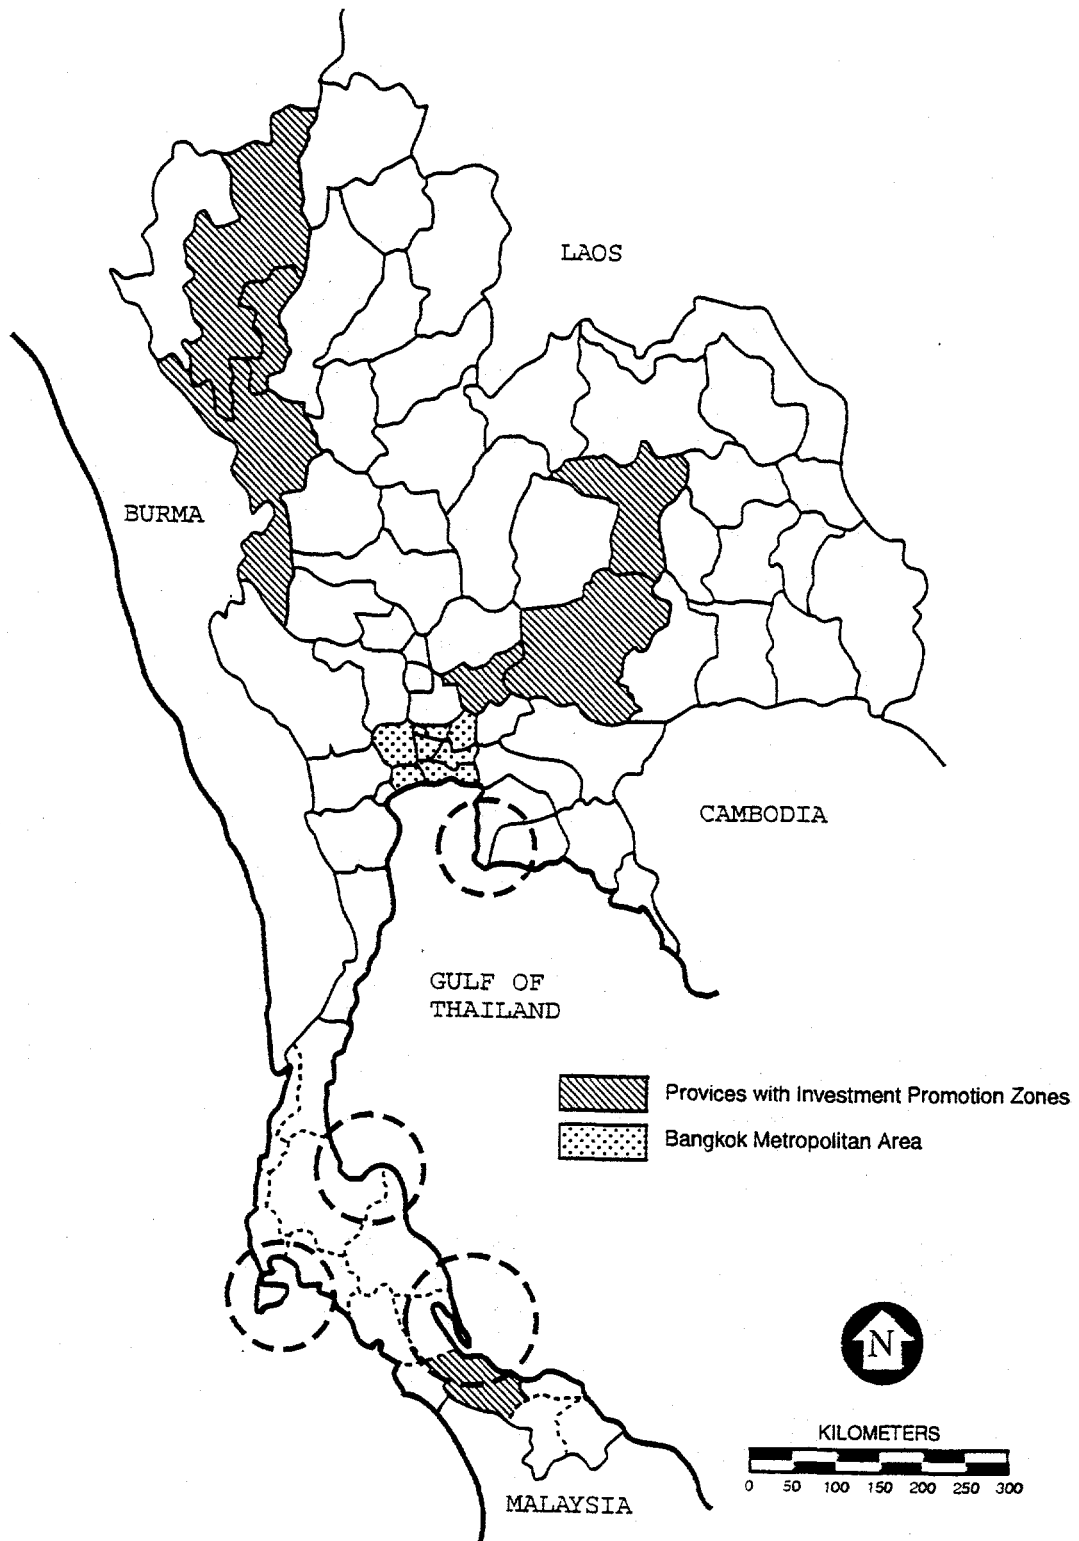 LAOS
BURMA
CAMBODIA
GULF OF
THAILAND
Provices with Investment Promotion Zones
Bangkok Metropolitan Area
N
KILOMETERS
0 50 100 150 200 250 300
MALAYSIA